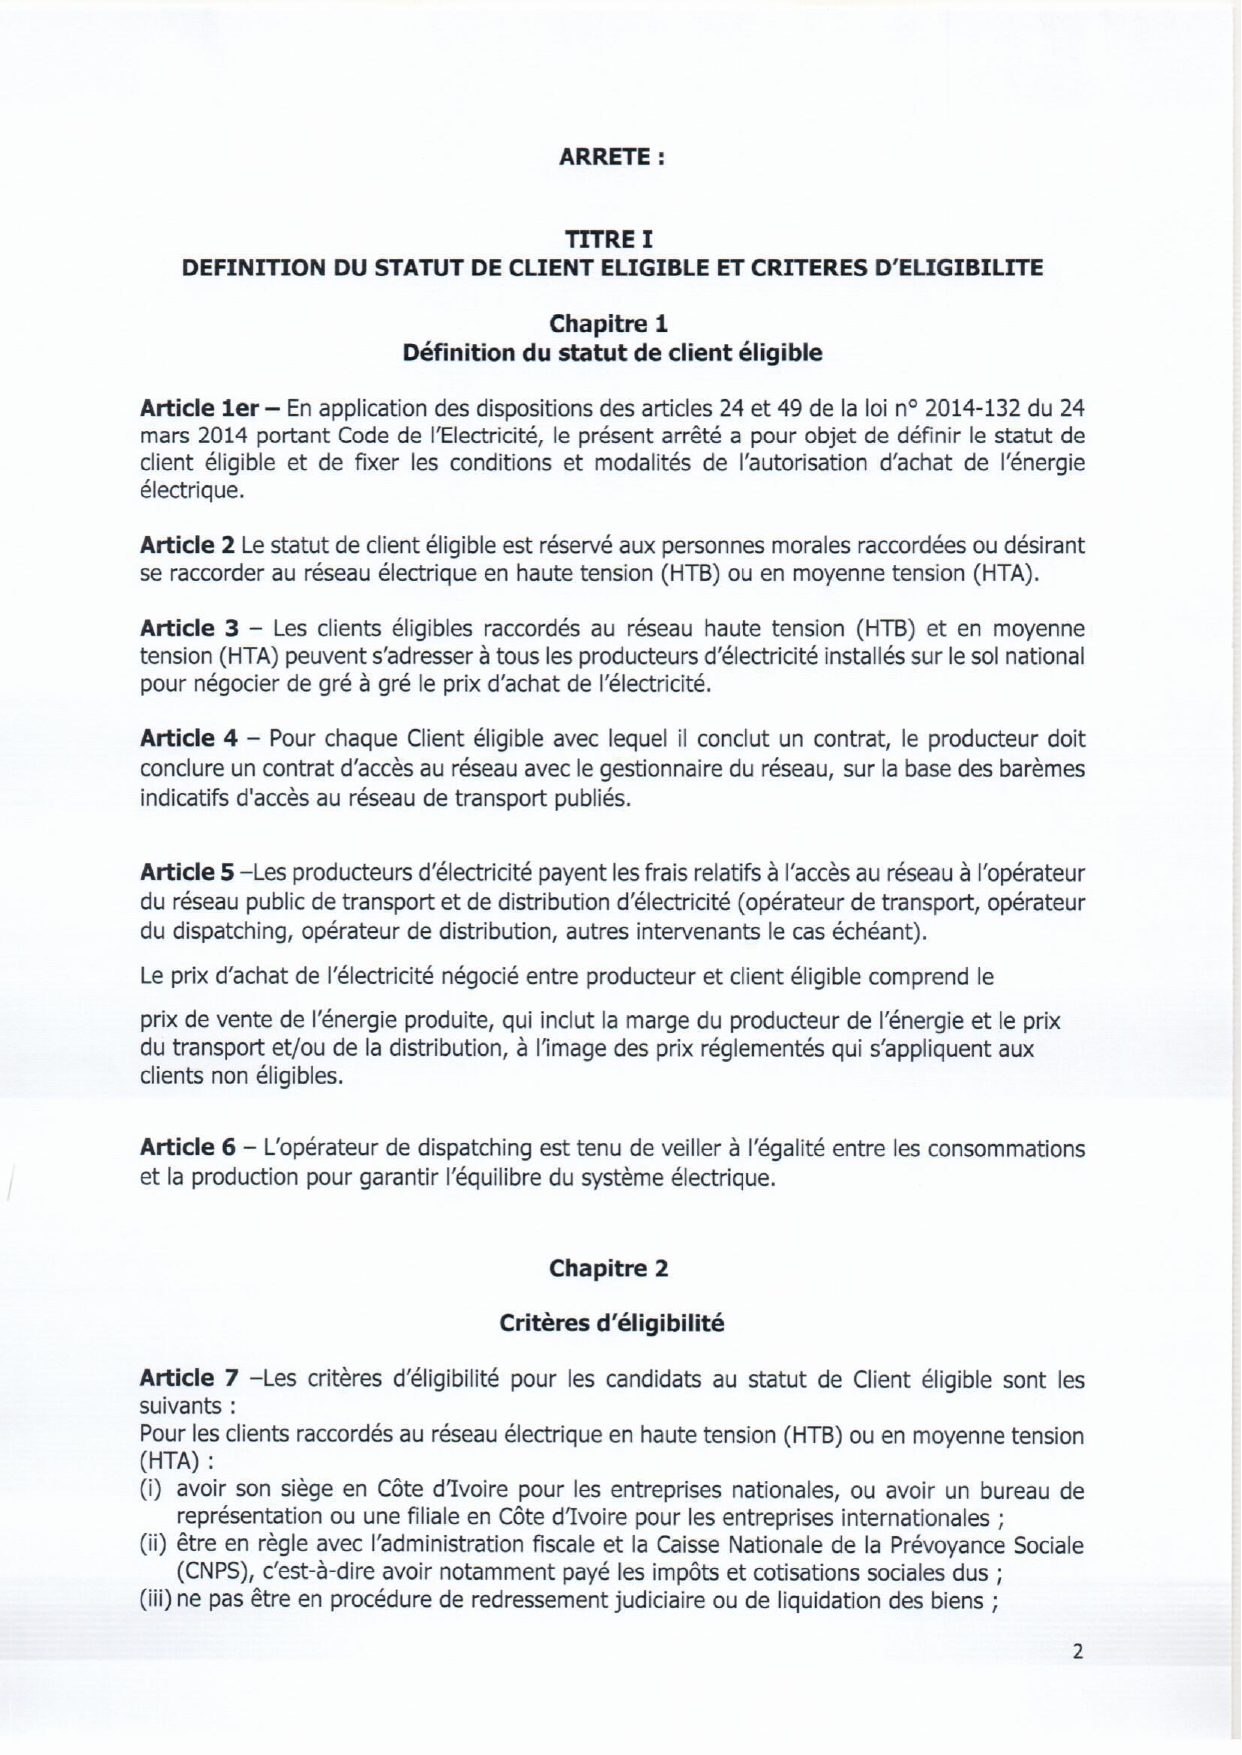 ARRETE :
TITRE I
DEFINITION DU STATUT DE CLIENT ELIGIBLE ET CRITERES D'ELIGIBILITE
Chapitre 1
Définition du statut de client éligible
Article 1er – En application des dispositions des articles 24 et 49 de la loi n° 2014-132 du 24
mars 2014 portant Code de l'Electricité, le présent arrêté a pour objet de définir le statut de
client éligible et de fixer les conditions et modalités de l'autorisation d'achat de l'énergie
électrique.
Article 2 Le statut de client éligible est réservé aux personnes morales raccordées ou désirant
se raccorder au réseau électrique en haute tension (HTB) ou en moyenne tension (HTA).
Article 3 – Les clients éligibles raccordés au réseau haute tension (HTB) et en moyenne
tension (HTA) peuvent s'adresser à tous les producteurs d'électricité installés sur le sol national
pour négocier de gré à gré le prix d'achat de l'électricité.
Article 4 – Pour chaque Client éligible avec lequel il conclut un contrat, le producteur doit
conclure un contrat d'accès au réseau avec le gestionnaire du réseau, sur la base des barèmes
indicatifs d'accès au réseau de transport publiés.
Article 5 –Les producteurs d'électricité payent les frais relatifs à l'accès au réseau à l'opérateur
du réseau public de transport et de distribution d'électricité (opérateur de transport, opérateur
du dispatching, opérateur de distribution, autres intervenants le cas échéant).
Le prix d'achat de l'électricité négocié entre producteur et client éligible comprend le
prix de vente de l'énergie produite, qui inclut la marge du producteur de l'énergie et le prix
du transport et/ou de la distribution, à l'image des prix réglementés qui s'appliquent aux
clients non éligibles.
Article 6 – L'opérateur de dispatching est tenu de veiller à l'égalité entre les consommations
et la production pour garantir l'équilibre du système électrique.
Chapitre 2
Critères d'éligibilité
Article 7 –Les critères d'éligibilité pour les candidats au statut de Client éligible sont les
suivants :
Pour les clients raccordés au réseau électrique en haute tension (HTB) ou en moyenne tension
(HTA) :
(i) avoir son siège en Côte d'Ivoire pour les entreprises nationales, ou avoir un bureau de
représentation ou une filiale en Côte d'Ivoire pour les entreprises internationales ;
(ii) être en règle avec l'administration fiscale et la Caisse Nationale de la Prévoyance Sociale
(CNPS), c'est-à-dire avoir notamment payé les impôts et cotisations sociales dus ;
(iii) ne pas être en procédure de redressement judiciaire ou de liquidation des biens ;
2